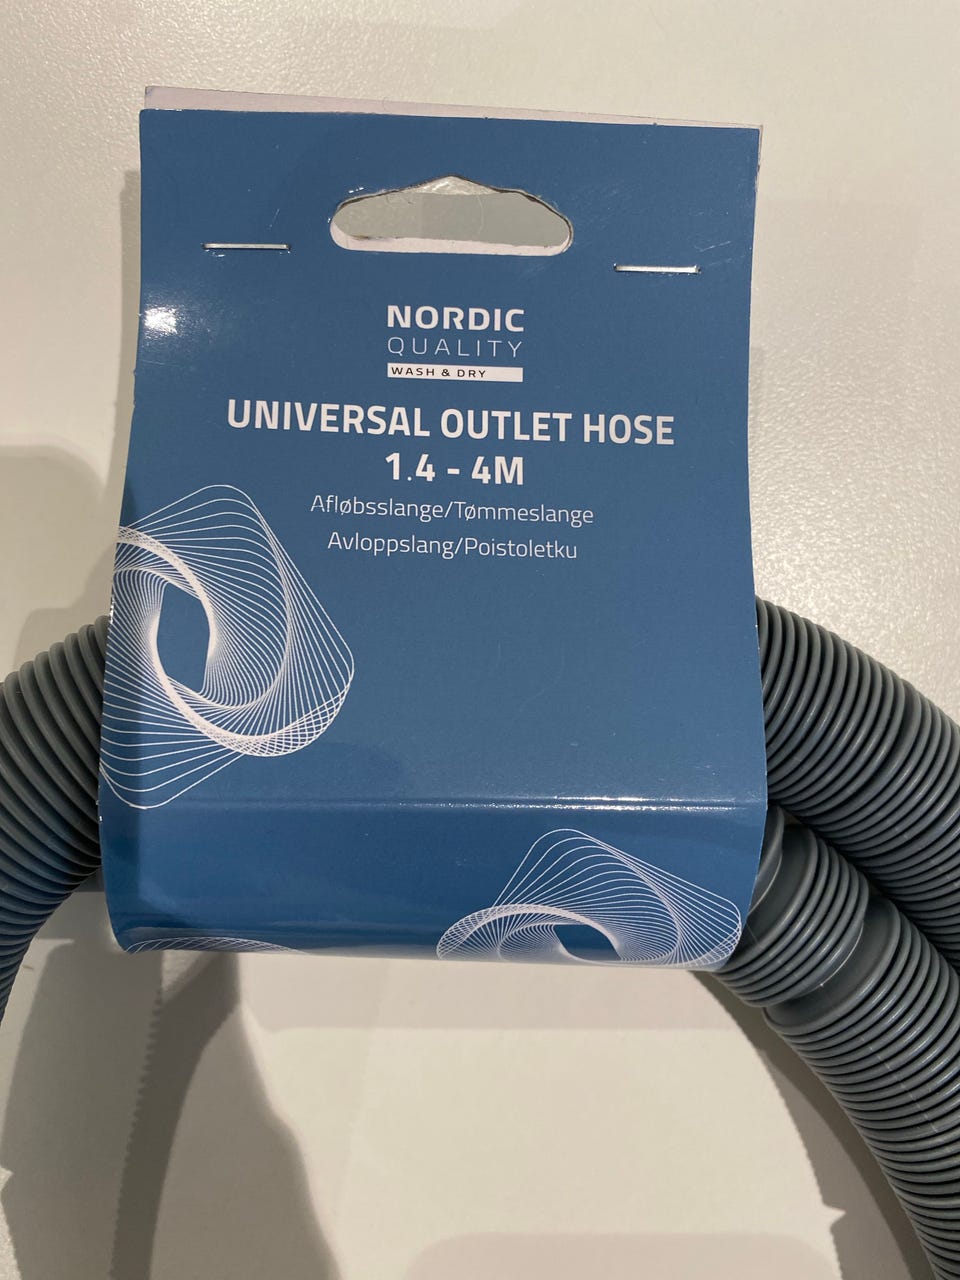 NORDIC
QUALITY
WASH & DRY
UNIVERSAL OUTLET HOSE
1.4 - 4M
Afløbsslange/Tømmeslange
Avloppslang/Poistoletku